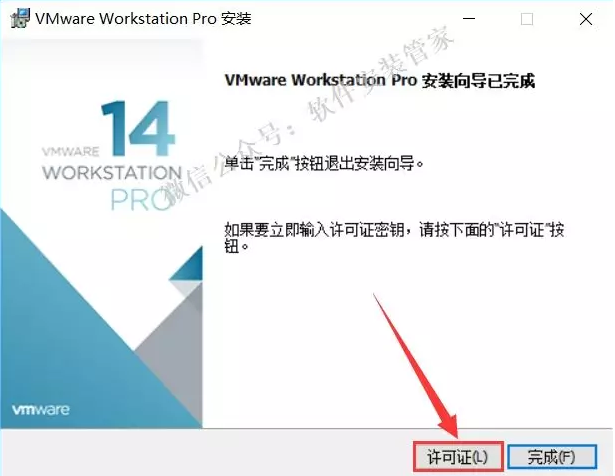 VMware Workstation Pro 安装
VMware Workstation Pro 安装向导已完成
14
VMWARE
WORKSTATION
PRO
单击"完成"按钮退出安装向导。
如果要立即输入许可证密钥，请按下面的"许可证"按
钮。
微信公众号：软件安装管家
vmware
许可证(L)
完成(F)